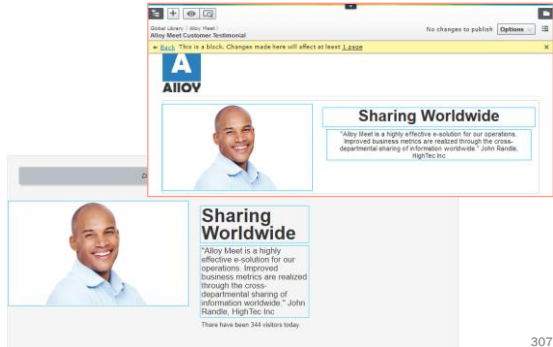 Global Library › Alloy Meet ›
Alloy Meet Customer Testimonial
No changes to publish
Options
Back This is a block. Changes made here will affect at least 1 page
ALLOY
Sharing Worldwide
"Alloy Meet is a highly effective e-solution for our operations.
Improved business metrics are realized through the cross-
departmental sharing of information worldwide." John Randle,
HighTec Inc
D
Sharing
Worldwide
"Alloy Meet is a highly
effective e-solution for our
operations. Improved
business metrics are realized
through the cross-
departmental sharing of
information worldwide." John
Randle, HighTec Inc
There have been 344 visitors today.
307